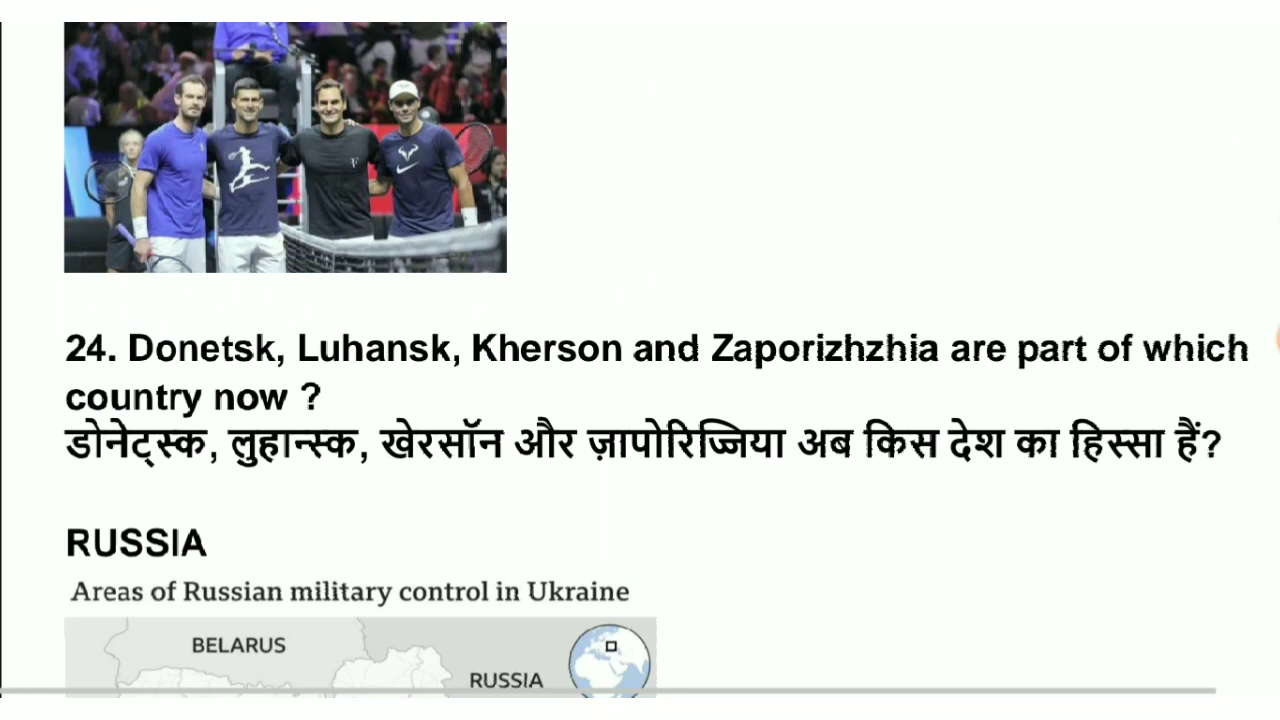 24. Donetsk, Luhansk, Kherson and Zaporizhzhia are part of which
country now ?
डोनेट्स्क, लुहान्स्क, खेरसॉन और ज़ापोरिज्जिया अब किस देश का हिस्सा हैं?
RUSSIA
Areas of Russian military control in Ukraine
BELARUS
RUSSIA